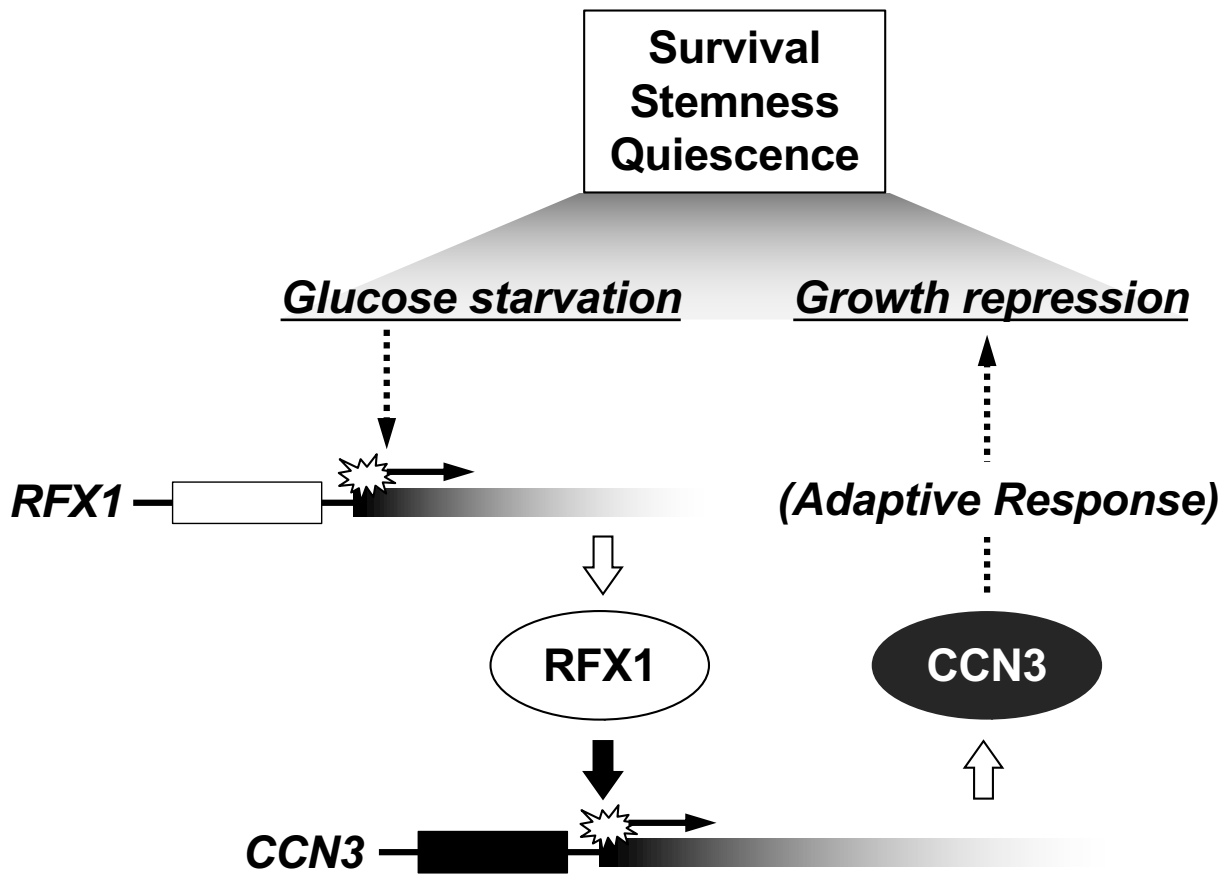 Survival
Stemness
Quiescence
Glucose starvation
Growth repression
RFX1
(Adaptive Response)
RFX1
CCN3
CCN3